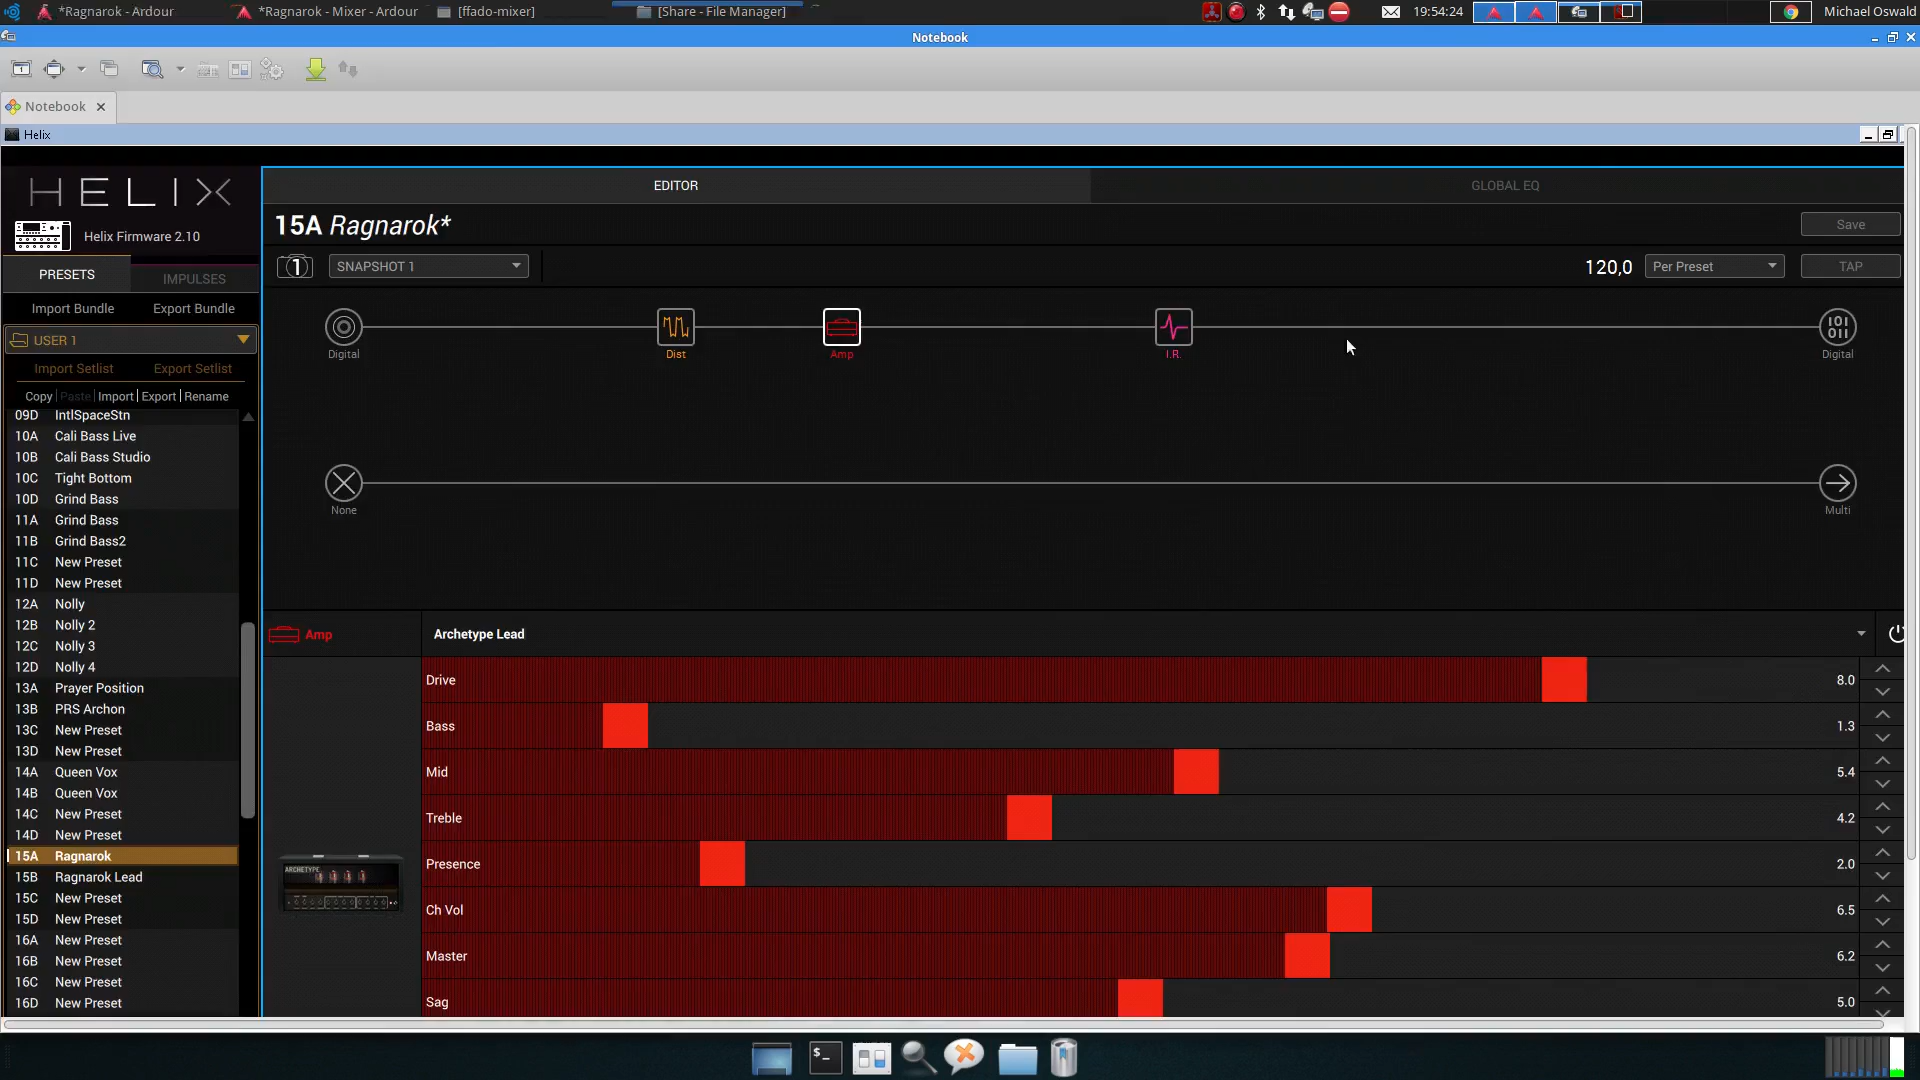 *Ragnarok - Ardour
*Ragnarok - Mixer - Ardour
[ffado-mixer]
[Share - File Manager]
19:54:24
Michael Oswald
Notebook
Notebook
Helix
HELIX
Helix Firmware 2.10
PRESETS
IMPULSES
Import Bundle
Export Bundle
USER 1
Import Setlist
Export Setlist
Copy | Paste | Import | Export | Rename
09D IntlSpaceStn
10A Cali Bass Live
10B Cali Bass Studio
10C Tight Bottom
10D Grind Bass
11A Grind Bass
11B Grind Bass2
11C New Preset
11D New Preset
12A Nolly
12B Nolly 2
12C Nolly 3
12D Nolly 4
13A Prayer Position
13B PRS Archon
13C New Preset
13D New Preset
14A Queen Vox
14B Queen Vox
14C New Preset
14D New Preset
15A Ragnarok
15B Ragnarok Lead
15C New Preset
15D New Preset
16A New Preset
16B New Preset
16C New Preset
16D New Preset
EDITOR
GLOBAL EQ
15A Ragnarok*
Save
1
SNAPSHOT 1
120,0
Per Preset
TAP
Digital
Dist
Amp
I.R.
101
011
Digital
None
Multi
Amp
Archetype Lead
ARCHETYPE
Drive 8.0
Bass 1.3
Mid 5.4
Treble 4.2
Presence 2.0
Ch Vol 6.5
Master 6.2
Sag 5.0